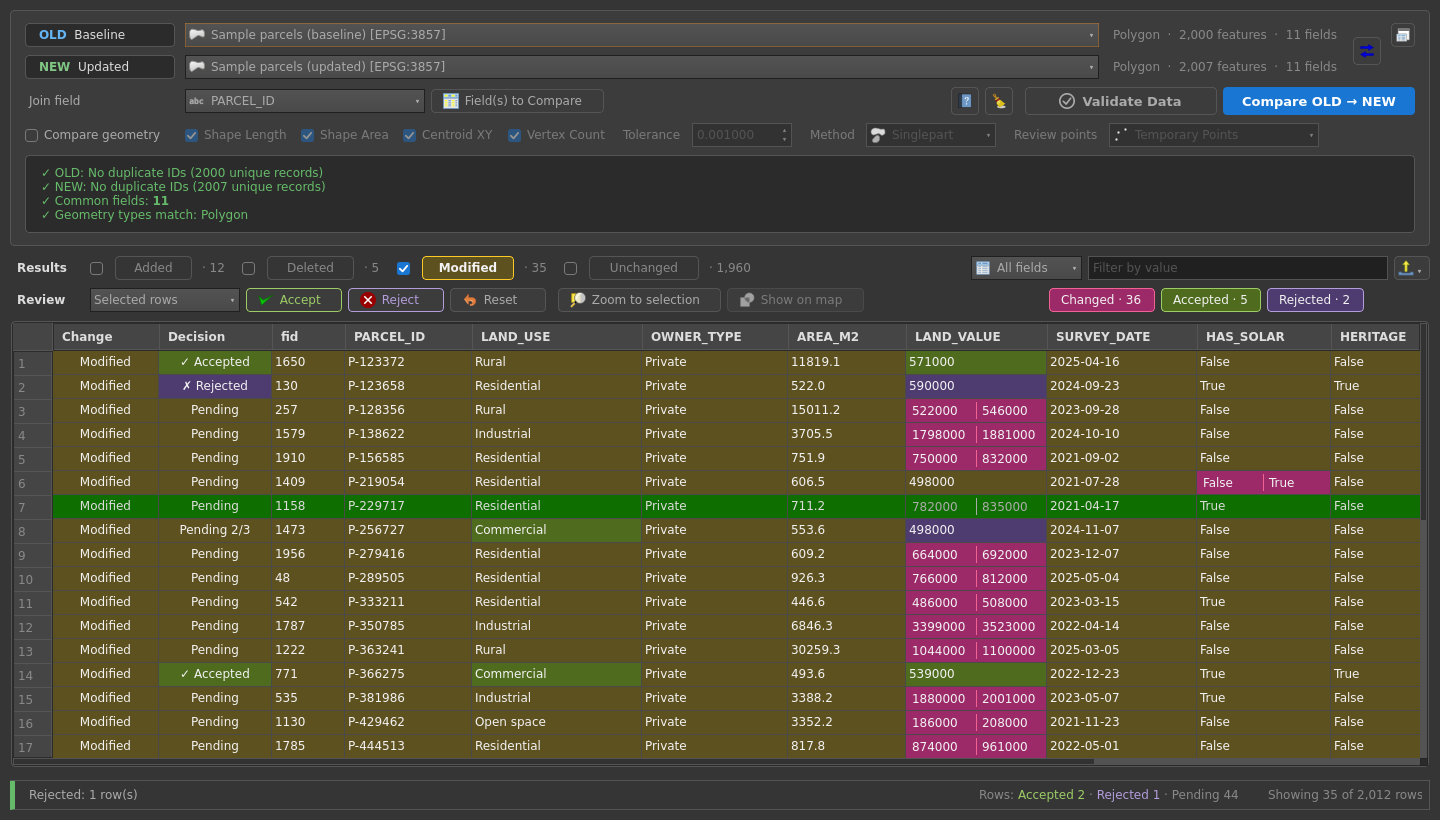 OLD Baseline Sample parcels (baseline) [EPSG:3857] Polygon · 2,000 features · 11 fields
NEW Updated Sample parcels (updated) [EPSG:3857] Polygon · 2,007 features · 11 fields
Join field abc PARCEL_ID Field(s) to Compare ? Validate Data Compare OLD → NEW
Compare geometry Shape Length Shape Area Centroid XY Vertex Count Tolerance 0.001000 Method Singlepart Review points Temporary Points
✓ OLD: No duplicate IDs (2000 unique records)
✓ NEW: No duplicate IDs (2007 unique records)
✓ Common fields: 11
✓ Geometry types match: Polygon
Results Added · 12 Deleted · 5 Modified · 35 Unchanged · 1,960 All fields Filter by value
Review Selected rows Accept Reject Reset Zoom to selection Show on map Changed · 36 Accepted · 5 Rejected · 2
Change Decision fid PARCEL_ID LAND_USE OWNER_TYPE AREA_M2 LAND_VALUE SURVEY_DATE HAS_SOLAR HERITAGE
1 Modified ✓ Accepted 1650 P-123372 Rural Private 11819.1 571000 2025-04-16 False False
2 Modified ✗ Rejected 130 P-123658 Residential Private 522.0 590000 2024-09-23 True True
3 Modified Pending 257 P-128356 Rural Private 15011.2 522000 546000 2023-09-28 False False
4 Modified Pending 1579 P-138622 Industrial Private 3705.5 1798000 1881000 2024-10-10 False False
5 Modified Pending 1910 P-156585 Residential Private 751.9 750000 832000 2021-09-02 False False
6 Modified Pending 1409 P-219054 Residential Private 606.5 498000 2021-07-28 False True False
7 Modified Pending 1158 P-229717 Residential Private 711.2 782000 835000 2021-04-17 True False
8 Modified Pending 2/3 1473 P-256727 Commercial Private 553.6 498000 2024-11-07 False False
9 Modified Pending 1956 P-279416 Residential Private 609.2 664000 692000 2023-12-07 False False
10 Modified Pending 48 P-289505 Residential Private 926.3 766000 812000 2025-05-04 False False
11 Modified Pending 542 P-333211 Residential Private 446.6 486000 508000 2023-03-15 True False
12 Modified Pending 1787 P-350785 Industrial Private 6846.3 3399000 3523000 2022-04-14 False False
13 Modified Pending 1222 P-363241 Rural Private 30259.3 1044000 1100000 2025-03-05 False False
14 Modified ✓ Accepted 771 P-366275 Commercial Private 493.6 539000 2022-12-23 True True
15 Modified Pending 535 P-381986 Industrial Private 3388.2 1880000 2001000 2023-05-07 True False
16 Modified Pending 1130 P-429462 Open space Private 3352.2 186000 208000 2021-11-23 False False
17 Modified Pending 1785 P-444513 Residential Private 817.8 874000 961000 2022-05-01 False False
Rejected: 1 row(s) Rows: Accepted 2 · Rejected 1 · Pending 44 Showing 35 of 2,012 rows